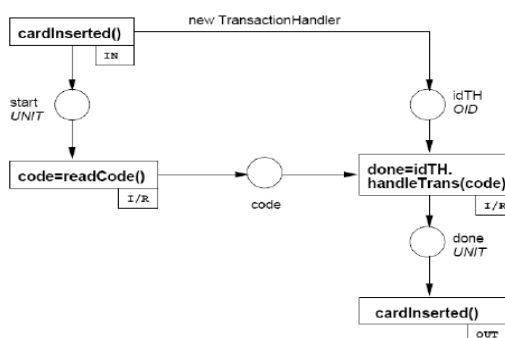 new TransactionHandler
cardInserted()
IN
start
UNIT
idTH
OID
code=readCode()
I/R
code
done=idTH.
handleTrans(code)
I/R
done
UNIT
cardInserted()
OUT